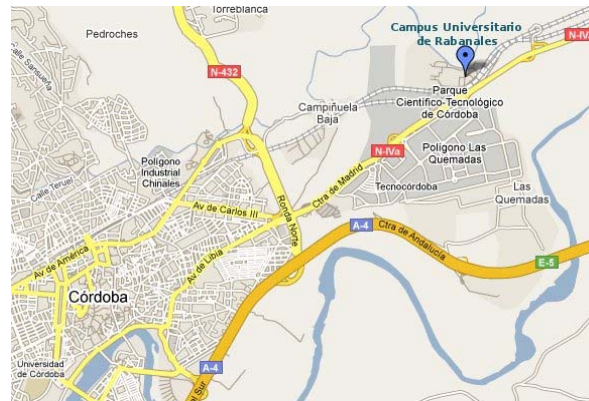 Torreblanca
Pedroches
Campus Universitario
de Rabanales
N-IVa
N-432
Calle Sansueña
Parque
Científico-Tecnológico
de Córdoba
Campiñuela
Baja
N-IVa
Polígono Las
Quemadas
Polígono
Industrial
Chinales
Calle Teruel
Ctra de Madrid
Tecnocórdoba
Las
Quemadas
Av de Carlos III
Ronda Norte
A-4
Ctra de Andalucía
Av de América
Av de Libia
E-5
Córdoba
Universidad
de Córdoba
A-4
Sur